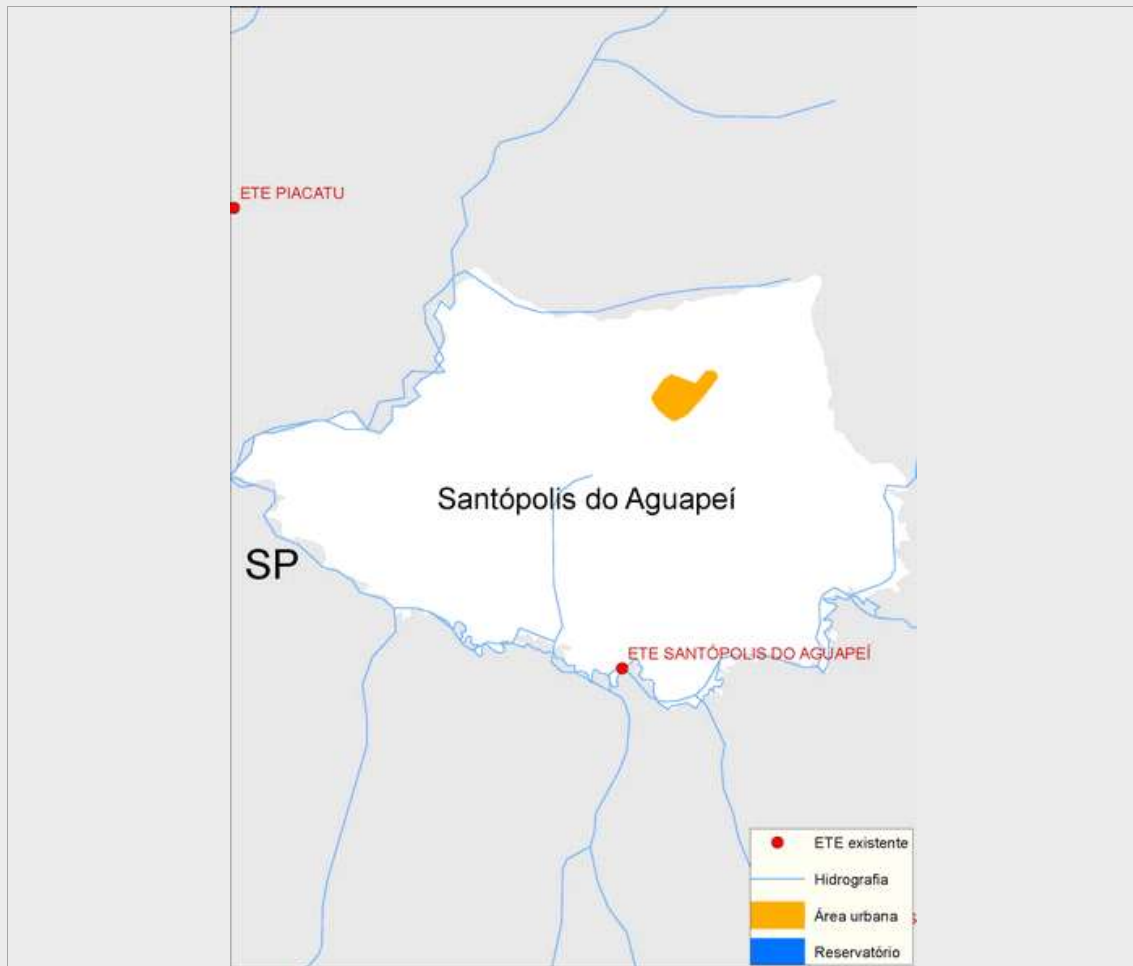 ETE PIACATU
Santópolis do Aguapeí
SP
ETE SANTÓPOLIS DO AGUAPEÍ
ETE existente
Hidrografia
Área urbana
Reservatório